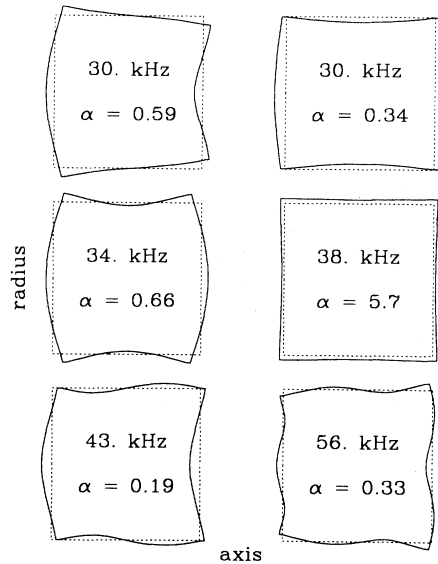 30. kHz
α = 0.59
30. kHz
α = 0.34
34. kHz
α = 0.66
38. kHz
α = 5.7
43. kHz
α = 0.19
56. kHz
α = 0.33
radius
axis